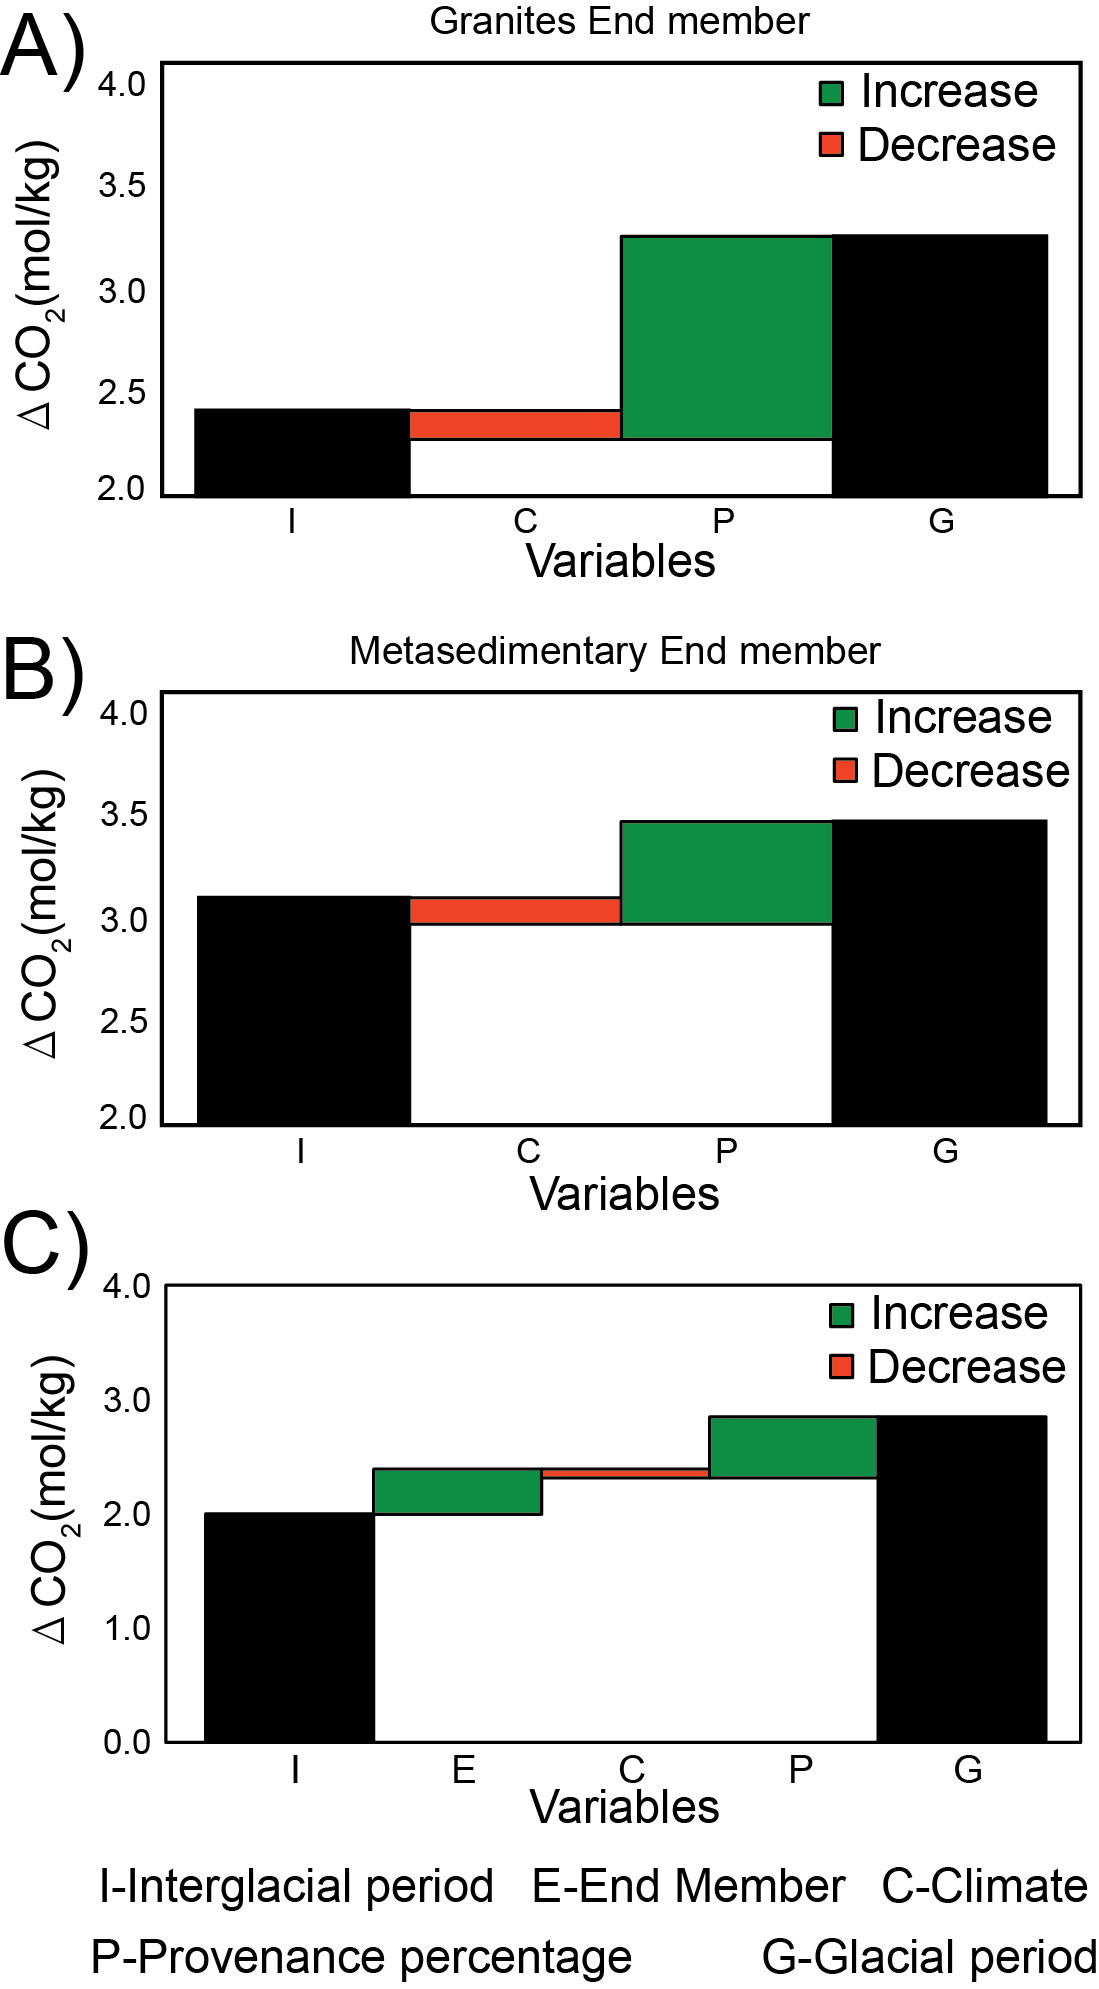 A)
Granites End member
4.0
3.5
3.0
2.5
2.0
Δ CO2(mol/kg)
Increase
Decrease
I C P G
Variables
B)
Metasedimentary End member
4.0
3.5
3.0
2.5
2.0
Δ CO2(mol/kg)
Increase
Decrease
I C P G
Variables
C)
4.0
3.0
2.0
1.0
0.0
Δ CO2(mol/kg)
Increase
Decrease
I E C P G
Variables
I-Interglacial period E-End Member C-Climate
P-Provenance percentage G-Glacial period